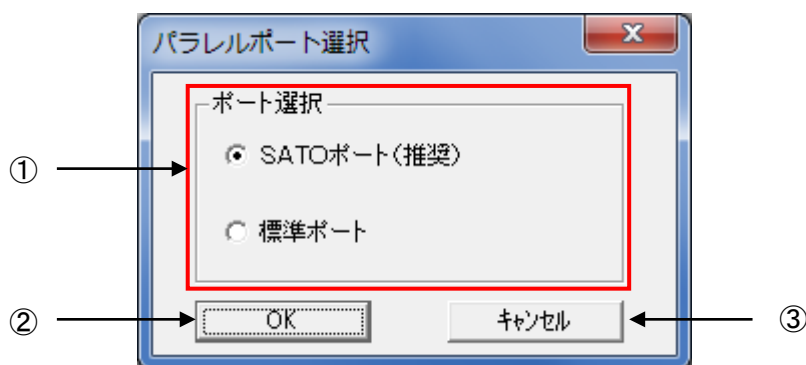 パラレルポート選択
x
ポート選択
① SATOポート(推奨)
標準ポート
② OK キャンセル ③